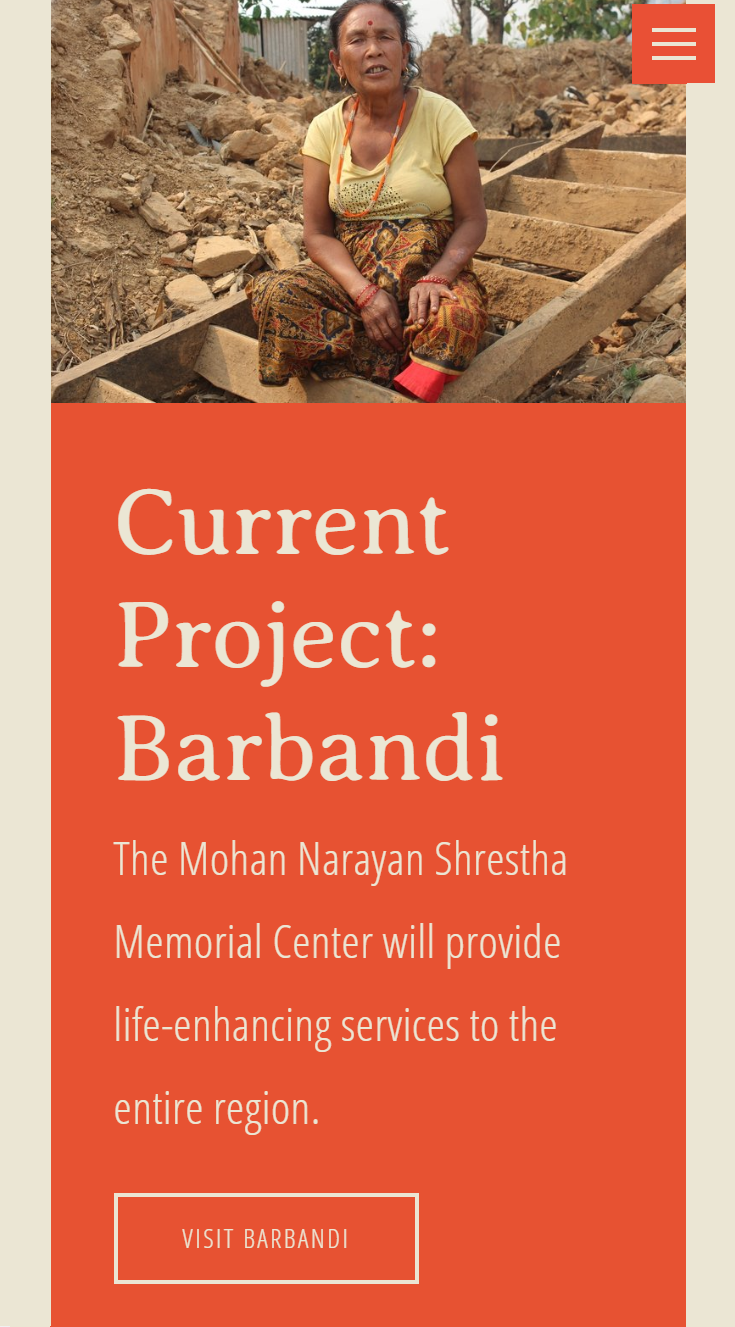 Current
Project:
Barbandi
The Mohan Narayan Shrestha
Memorial Center will provide
life-enhancing services to the
entire region.
VISIT BARBANDI